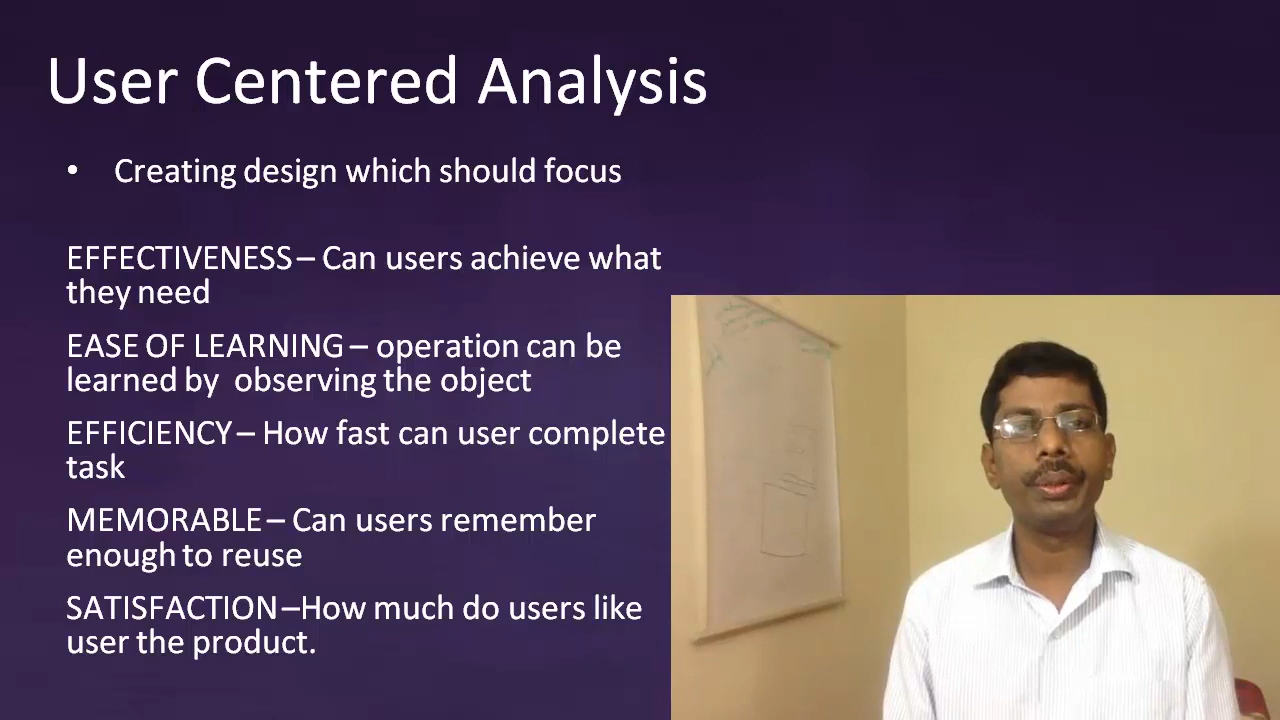 User Centered Analysis
• Creating design which should focus
EFFECTIVENESS – Can users achieve what
they need
EASE OF LEARNING – operation can be
learned by observing the object
EFFICIENCY – How fast can user complete
task
MEMORABLE – Can users remember
enough to reuse
SATISFACTION –How much do users like
user the product.